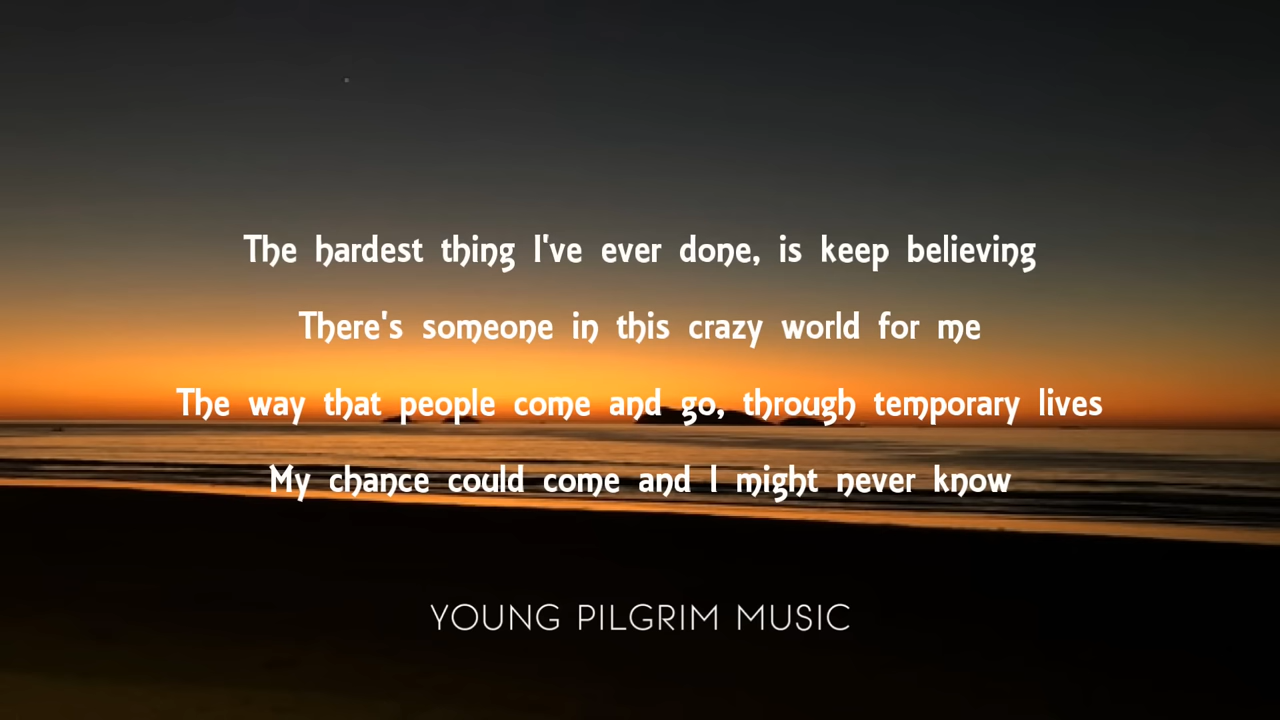 The hardest thing I've ever done, is keep believing
There's someone in this crazy world for me
The way that people come and go, through temporary lives
My chance could come and I might never know
YOUNG PILGRIM MUSIC